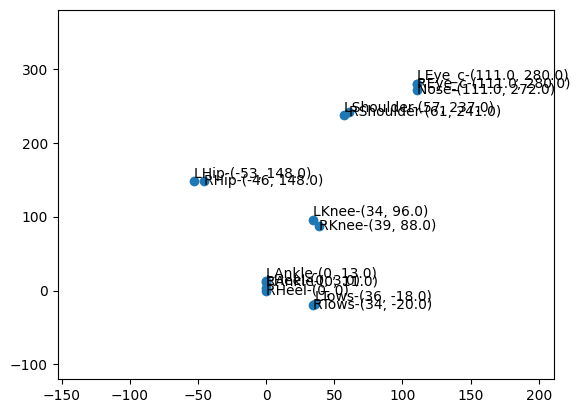 LEye_c-(111.0, 280.0)
REye_c-(111.0, 280.0)
Nose-(111.0, 272.0)
LShoulder-(57, 237.0)
RShoulder-(61, 241.0)
LHip-(-53, 148.0)
RHip-(-46, 148.0)
LKnee-(34, 96.0)
RKnee-(39, 88.0)
LAnkle-(0, 13.0)
RHeel-(0, 0)
LTows-(36, -18.0)
RTows-(34, -20.0)
300
200
100
0
−100
−150
−100
−50
0
50
100
150
200